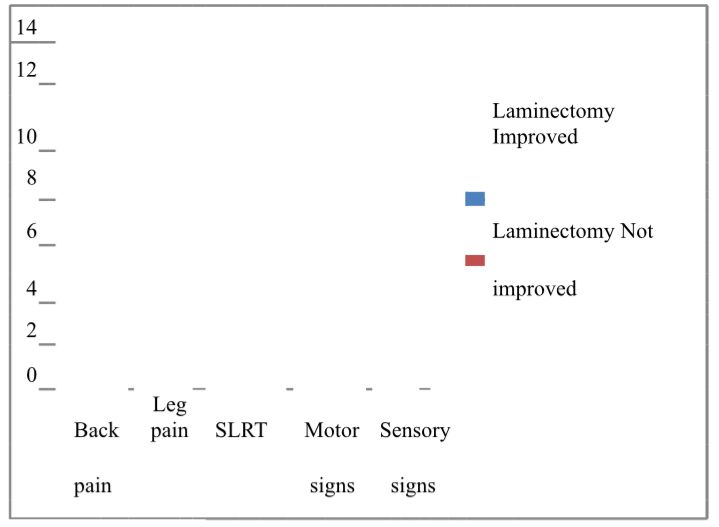 14
12
10
8
6
4
2
0
Back
pain
Leg
pain
SLRT
Motor
signs
Sensory
signs
Laminectomy
Improved
Laminectomy Not
improved